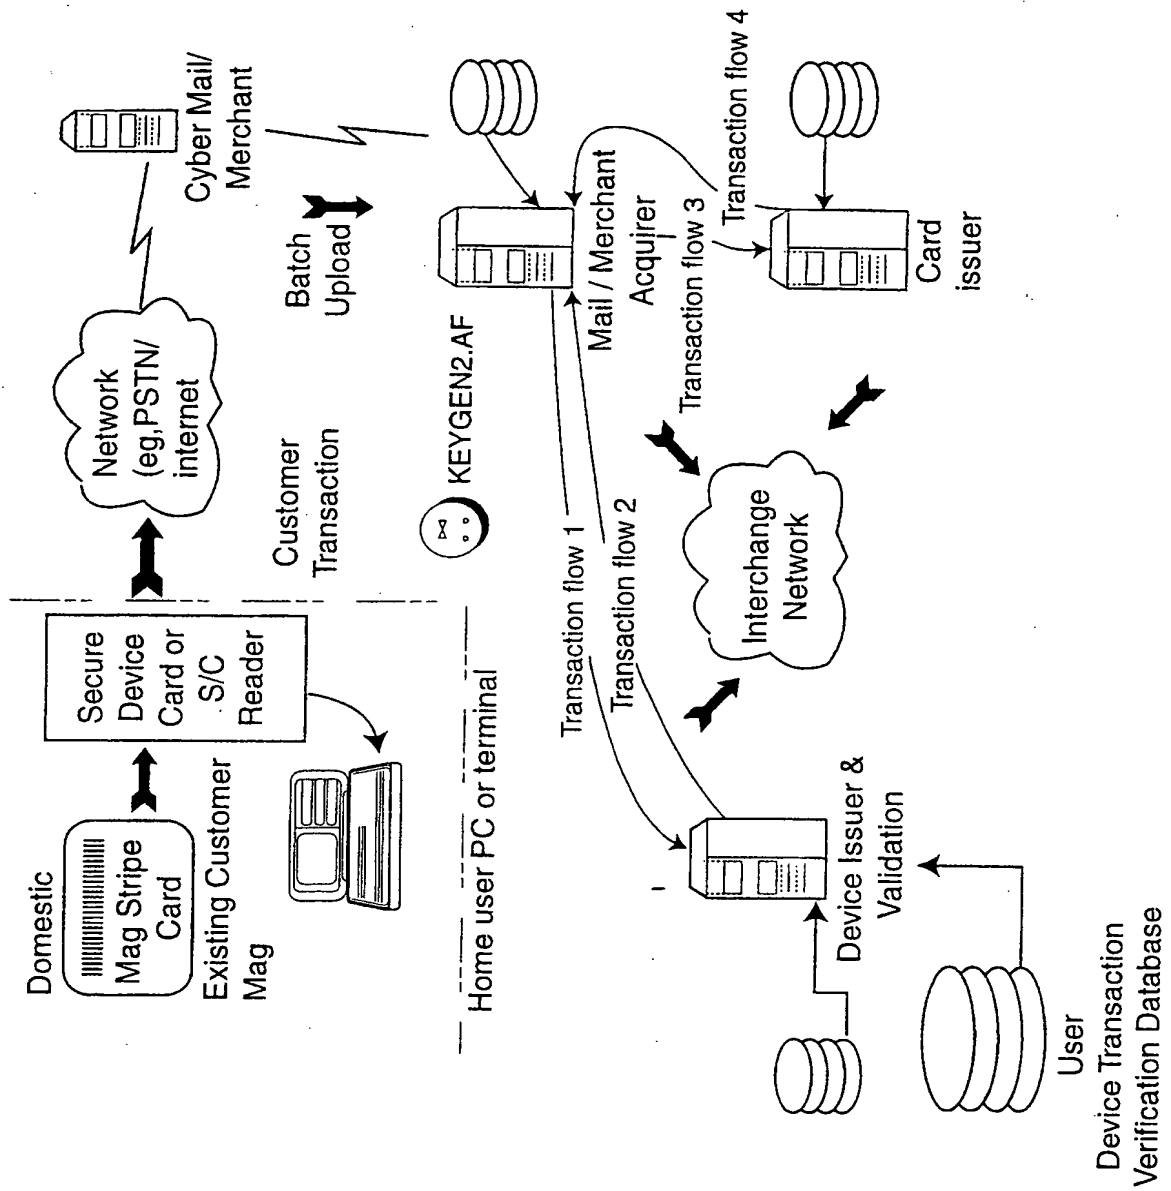 Domestic
Mag Stripe
Card
Existing Customer
Mag
Secure
Device
Card or
S/C
Reader
Home user PC or terminal
Network
(eg,PSTN/
internet
Customer
Transaction
Cyber Mail/
Merchant
Batch
Upload
KEYGEN2.AF
Mail / Merchant
Acquirer
Transaction flow 1
Transaction flow 2
Transaction flow 3
Transaction flow 4
Interchange
Network
Card
issuer
Device Issuer &
Validation
User
Device Transaction
Verification Database